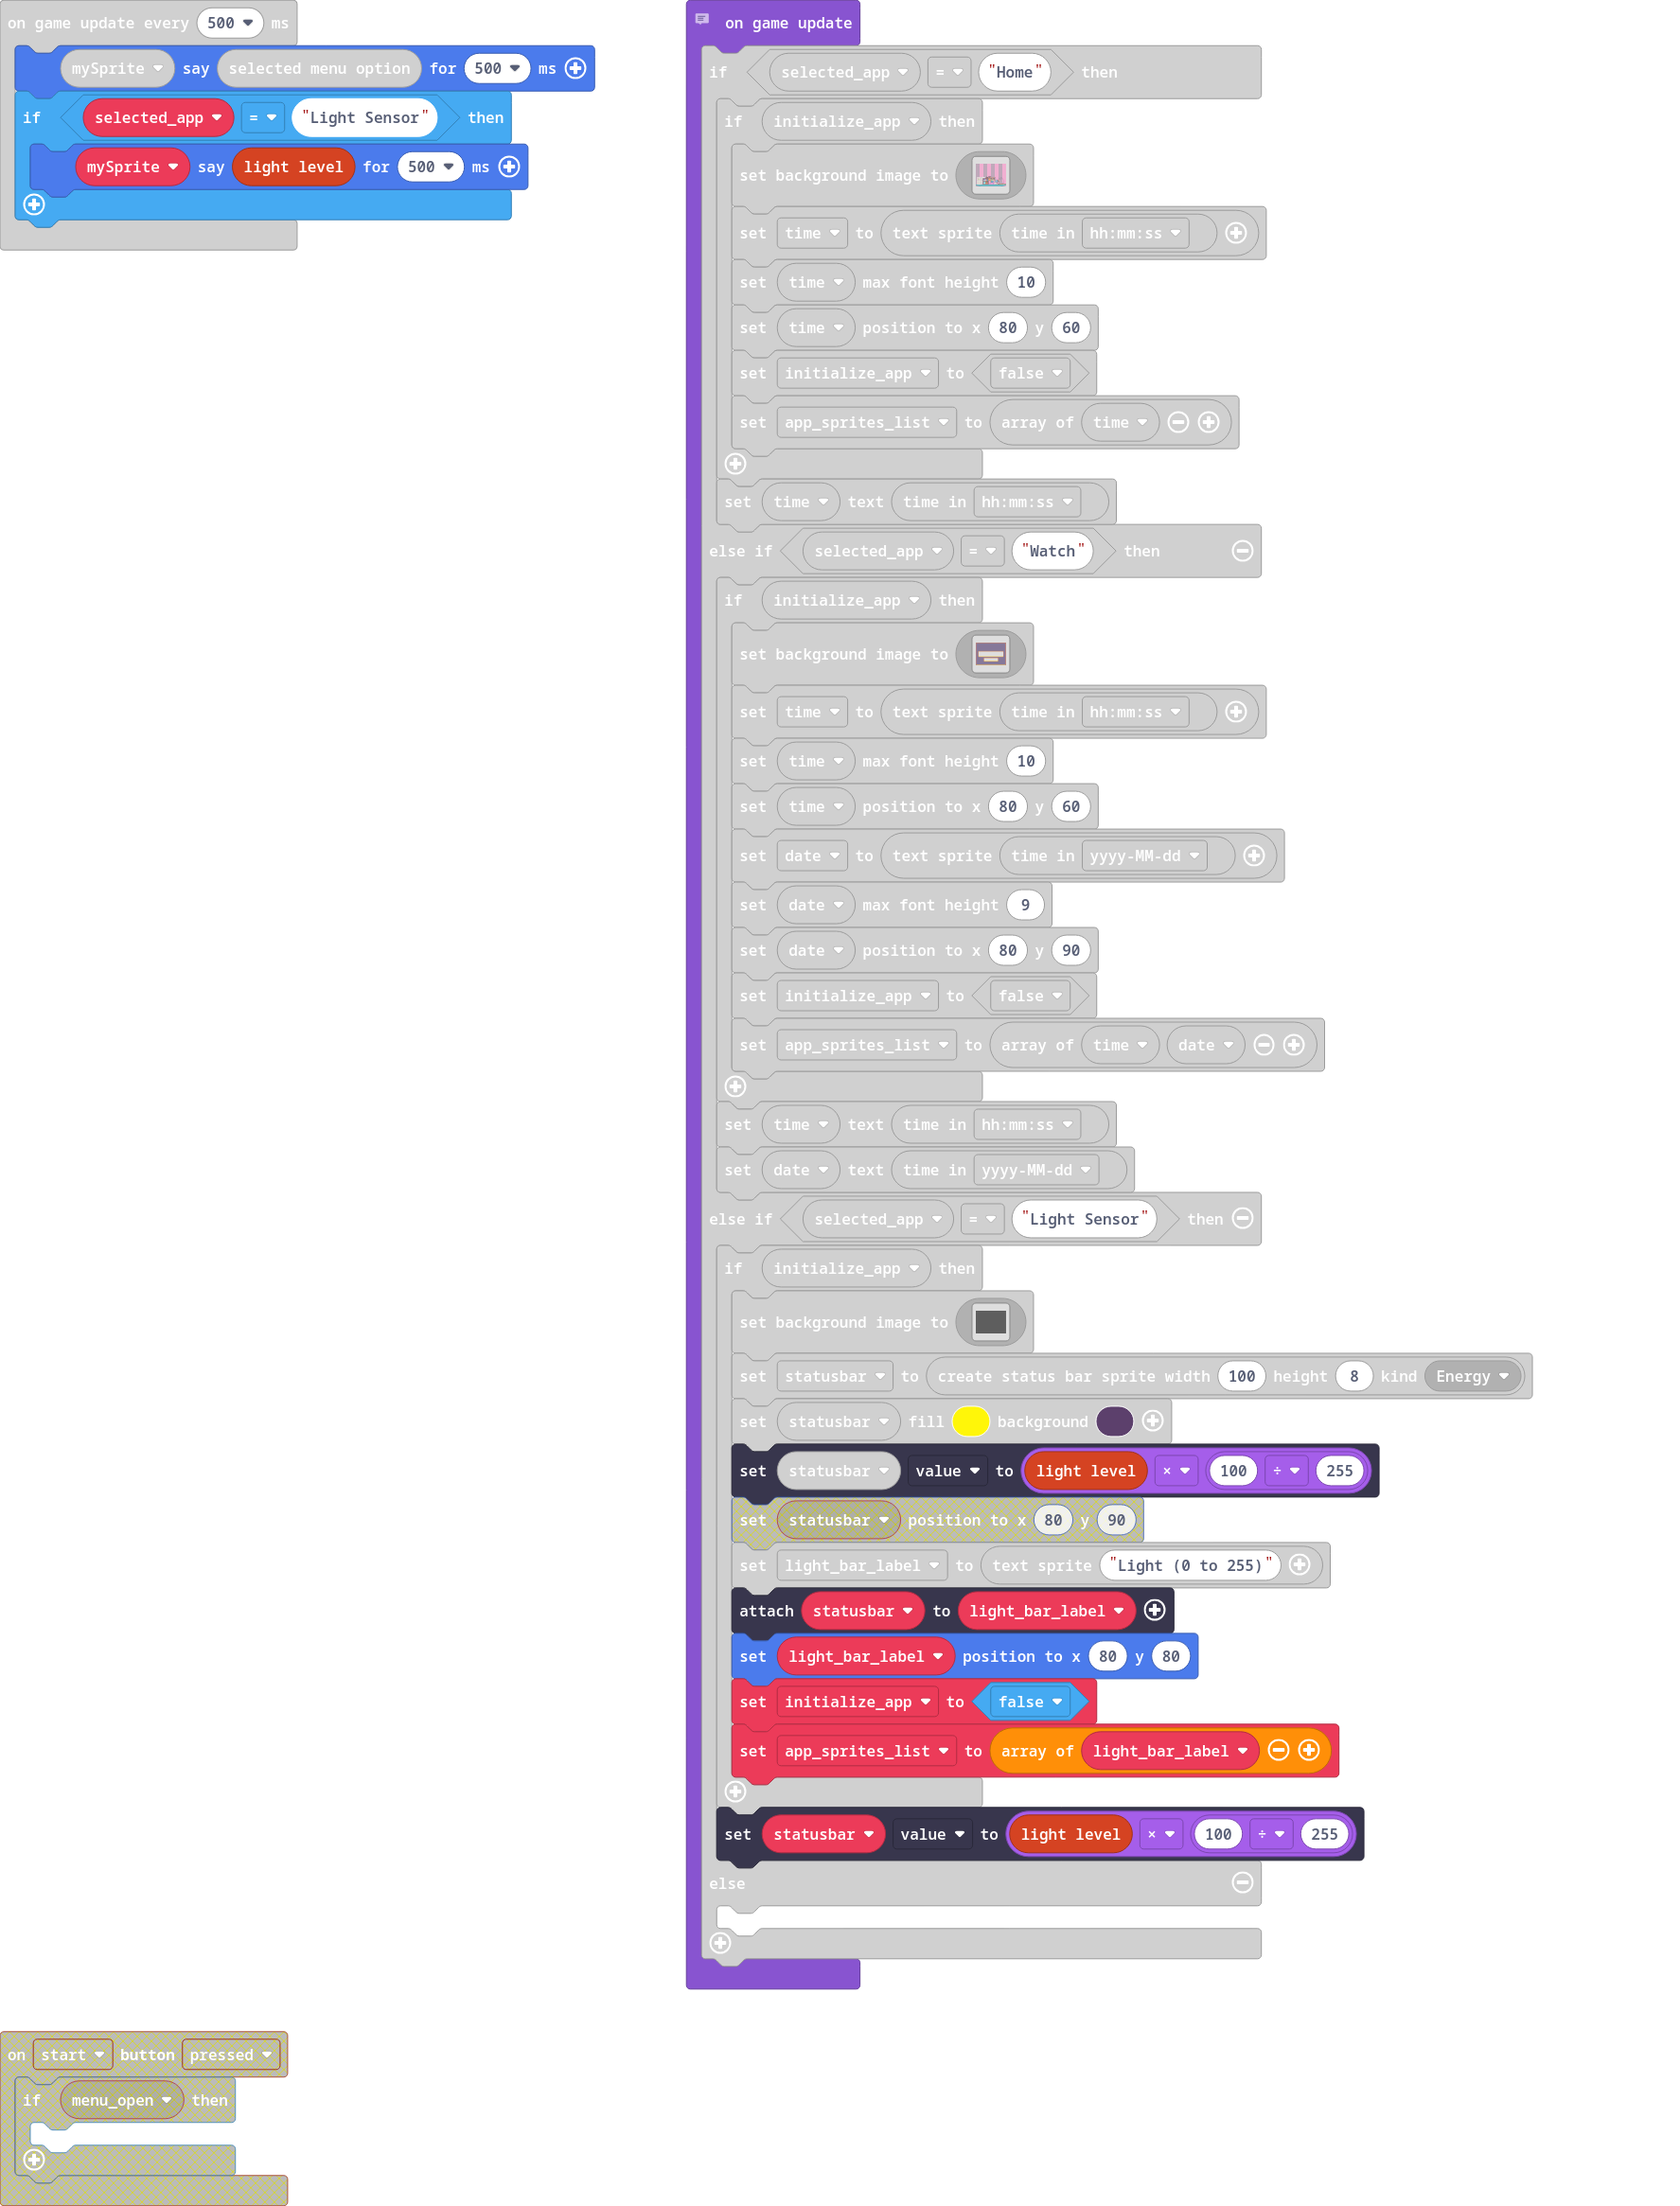 on game update every 500 ms
mySprite say selected menu option for 500 ms
if selected_app = "Light Sensor" then
mySprite say light level for 500 ms
on game update
if selected_app = "Home" then
if initialize_app then
set background image to
set time to text sprite time in hh:mm:ss
set time max font height 10
set time position to x 80 y 60
set initialize_app to false
set app_sprites_list to array of time
set time text time in hh:mm:ss
else if selected_app = "Watch" then
if initialize_app then
set background image to
set time to text sprite time in hh:mm:ss
set time max font height 10
set time position to x 80 y 60
set date to text sprite time in yyyy-MM-dd
set date max font height 9
set date position to x 80 y 90
set initialize_app to false
set app_sprites_list to array of time date
set time text time in hh:mm:ss
set date text time in yyyy-MM-dd
else if selected_app = "Light Sensor" then
if initialize_app then
set background image to
set statusbar to create status bar sprite width 100 height 8 kind Energy
set statusbar fill background
set statusbar value to light level × 100 ÷ 255
set statusbar position to x 80 y 90
set light_bar_label to text sprite "Light (0 to 255)"
attach statusbar to light_bar_label
set light_bar_label position to x 80 y 80
set initialize_app to false
set app_sprites_list to array of light_bar_label
set statusbar value to light level × 100 ÷ 255
else
on start button pressed
if menu_open then